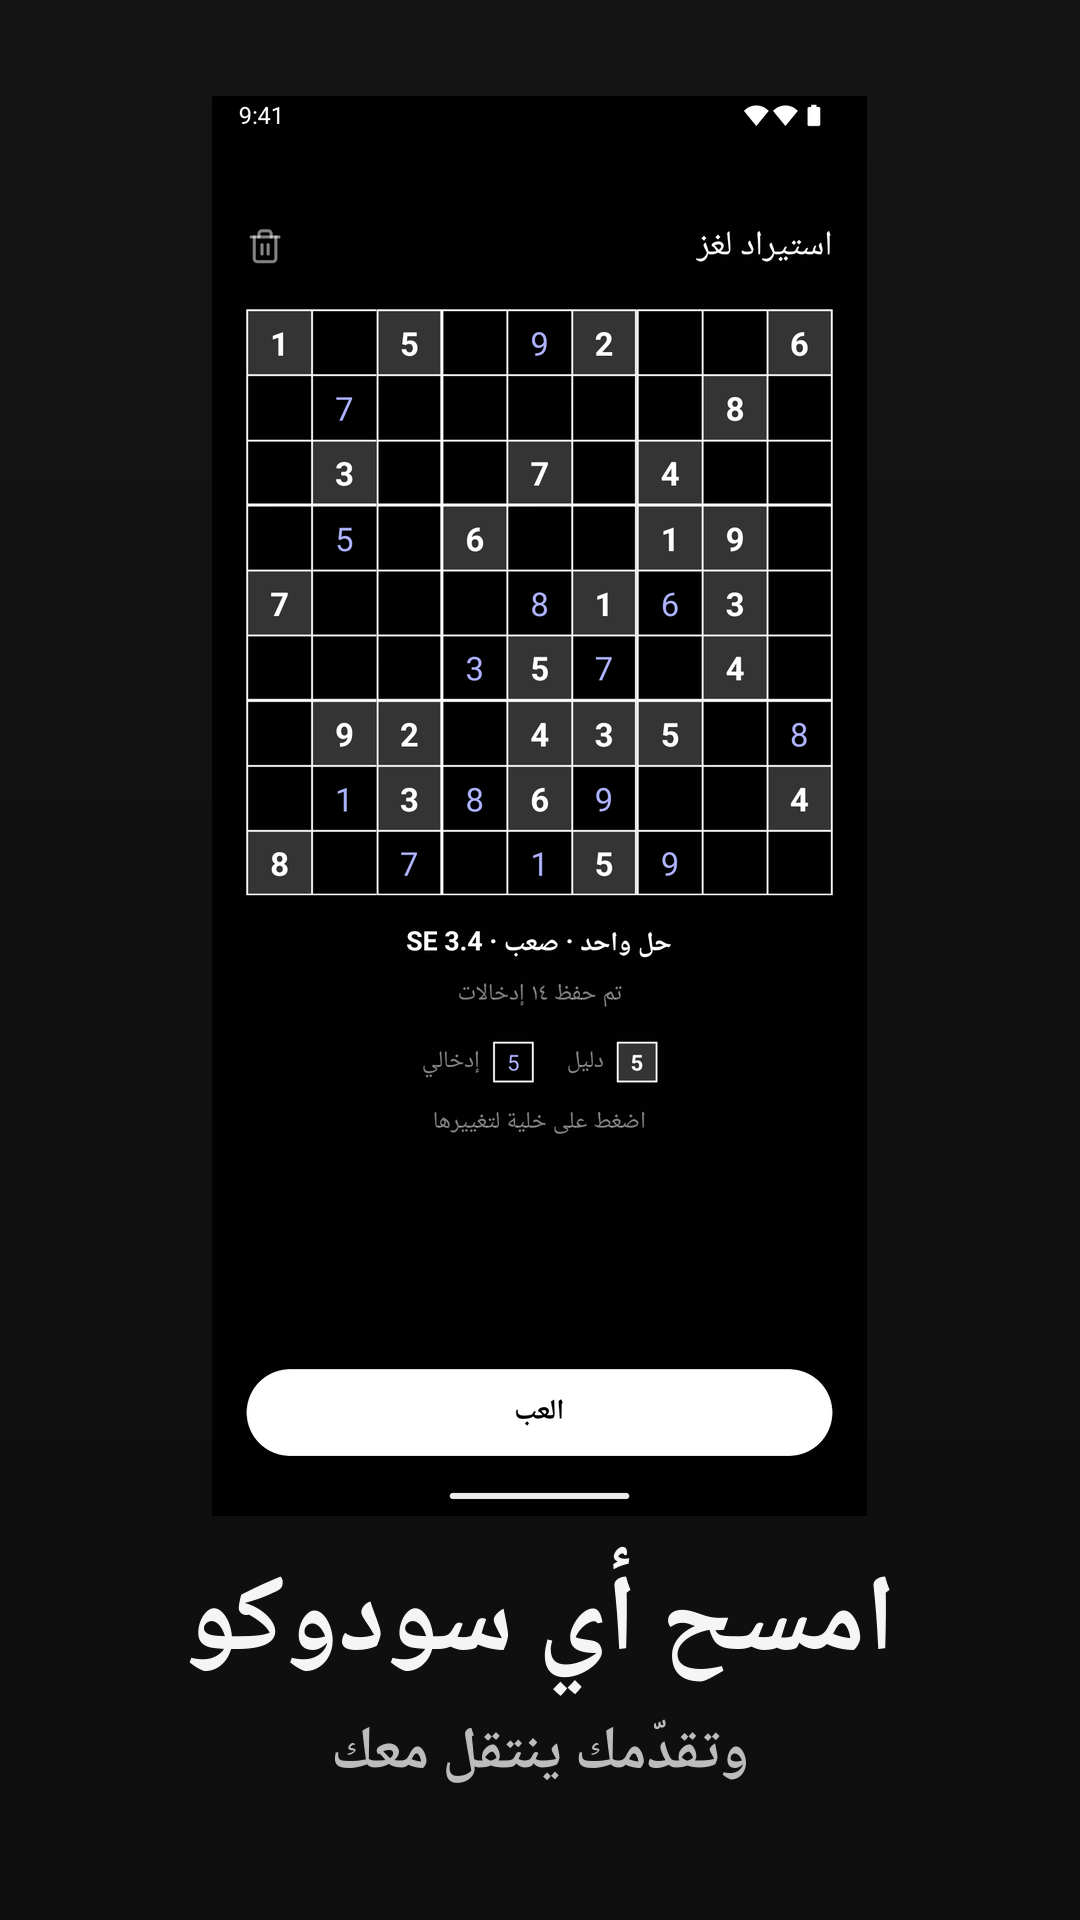 9:41
استيراد لغز
1 5 9 2 6
7 8
3 7 4
5 6 1 9
7 8 1 6 3
3 5 7 4
9 2 4 3 5 8
1 3 8 6 9 4
8 7 1 5 9
حل واحد · صعب · SE 3.4
تم حفظ ١٤ إدخالات
5 دليل 5 إدخالي
اضغط على خلية لتغييرها
العب
امسح أي سودوكو
وتقدّمك ينتقل معك